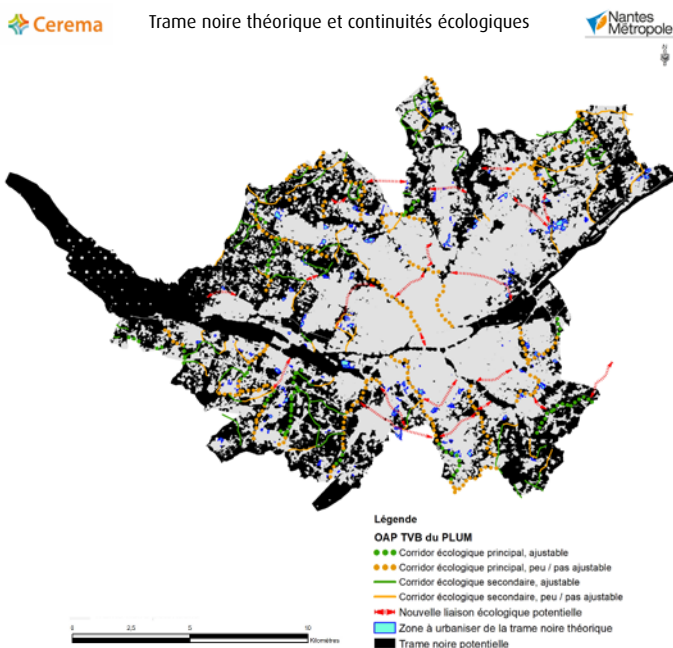 Cerema
Trame noire théorique et continuités écologiques
Nantes
Métropole
Légende
OAP TVB du PLUM
Corridor écologique principal, ajustable
Corridor écologique principal, peu / pas ajustable
Corridor écologique secondaire, ajustable
Corridor écologique secondaire, peu / pas ajustable
Nouvelle liaison écologique potentielle
Zone à urbaniser de la trame noire théorique
Trame noire potentielle
0 2,5 5 10
Kilomètres